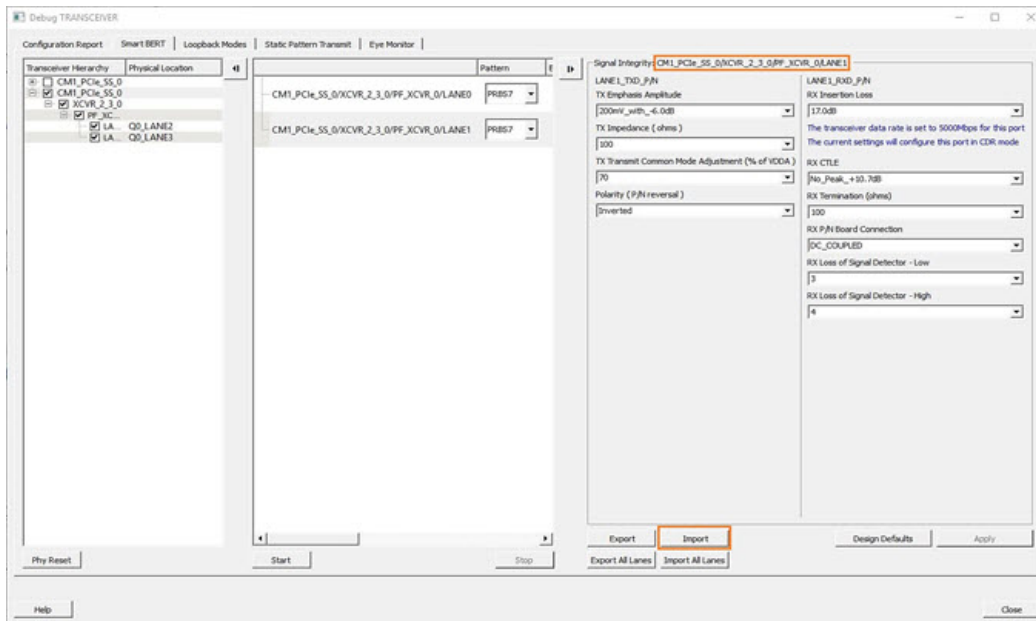 Debug TRANSCEIVER
Configuration Report
Smart BERT
Loopback Modes
Static Pattern Transmit
Eye Monitor
Transceiver Hierarchy
Physical Location
CM1_PCIe_SS_0
CM1_PCIe_SS_0
XCVR_2_3_0
PF_XC...
LA... Q0_LANE2
LA... Q0_LANE3
Phy Reset
Pattern
CM1_PCIe_SS_0/XCVR_2_3_0/PF_XCVR_0/LANE0 PRBS7
CM1_PCIe_SS_0/XCVR_2_3_0/PF_XCVR_0/LANE1 PRBS7
Start
Stop
Signal Integrity: CM1_PCIe_SS_0/XCVR_2_3_0/PF_XCVR_0/LANE1
LANE1_TXD_P/N
TX Emphasis Amplitude
200mV_with_-6.0dB
TX Impedance ( ohms )
100
TX Transmit Common Mode Adjustment (% of VDDA )
70
Polarity ( P/N reversal )
Inverted
LANE1_RXD_P/N
RX Insertion Loss
17.0dB
The transceiver data rate is set to 5000Mbps for this port
The current settings will configure this port in CDR mode
RX CTLE
No_Peak_+10.7dB
RX Termination (ohms)
100
RX P/N Board Connection
DC_COUPLED
RX Loss of Signal Detector - Low
3
RX Loss of Signal Detector - High
4
Export
Import
Design Defaults
Apply
Export All Lanes
Import All Lanes
Help
Close